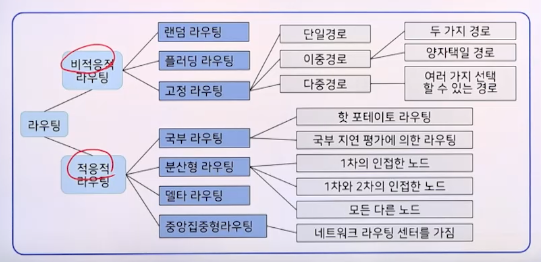 랜덤 라우팅
비적응적
라우팅
플러딩 라우팅
고정 라우팅
단일경로
이중경로
다중경로
두 가지 경로
양자택일 경로
여러 가지 선택
할 수 있는 경로
라우팅
적응적
라우팅
국부 라우팅
분산형 라우팅
델타 라우팅
중앙집중형라우팅
핫 포테이토 라우팅
국부 지연 평가에 의한 라우팅
1차의 인접한 노드
1차와 2차의 인접한 노드
모든 다른 노드
네트워크 라우팅 센터를 가짐